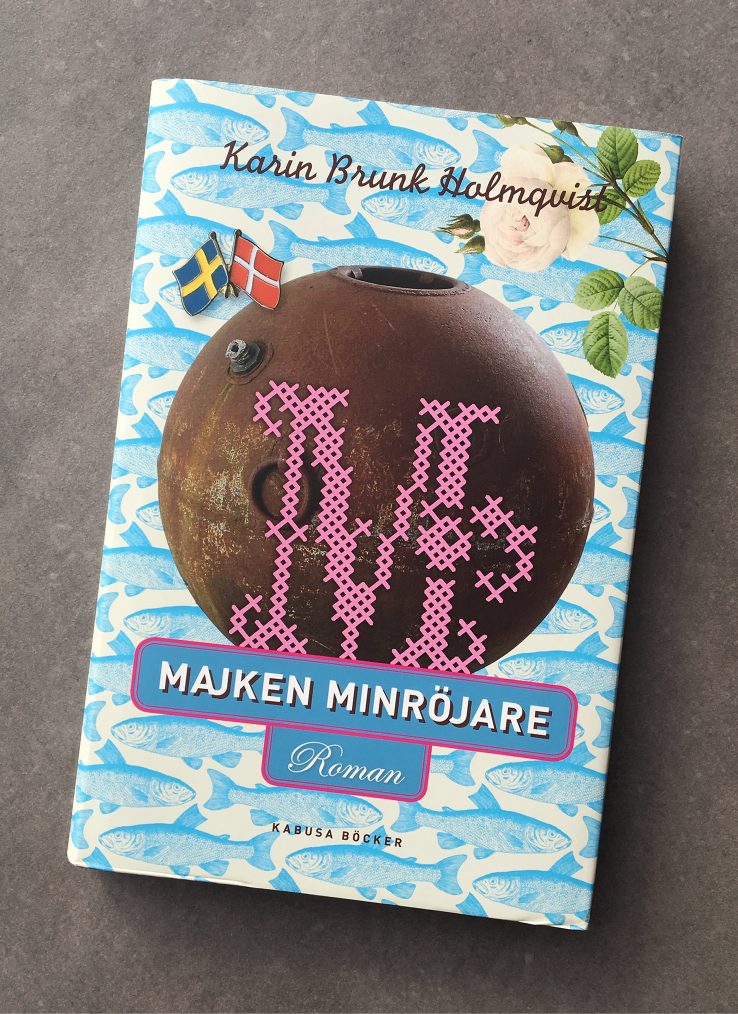 Karin Brunk Holmqvist
M
MAJKEN MINRÖJARE
Roman
KABUSA BÖCKER